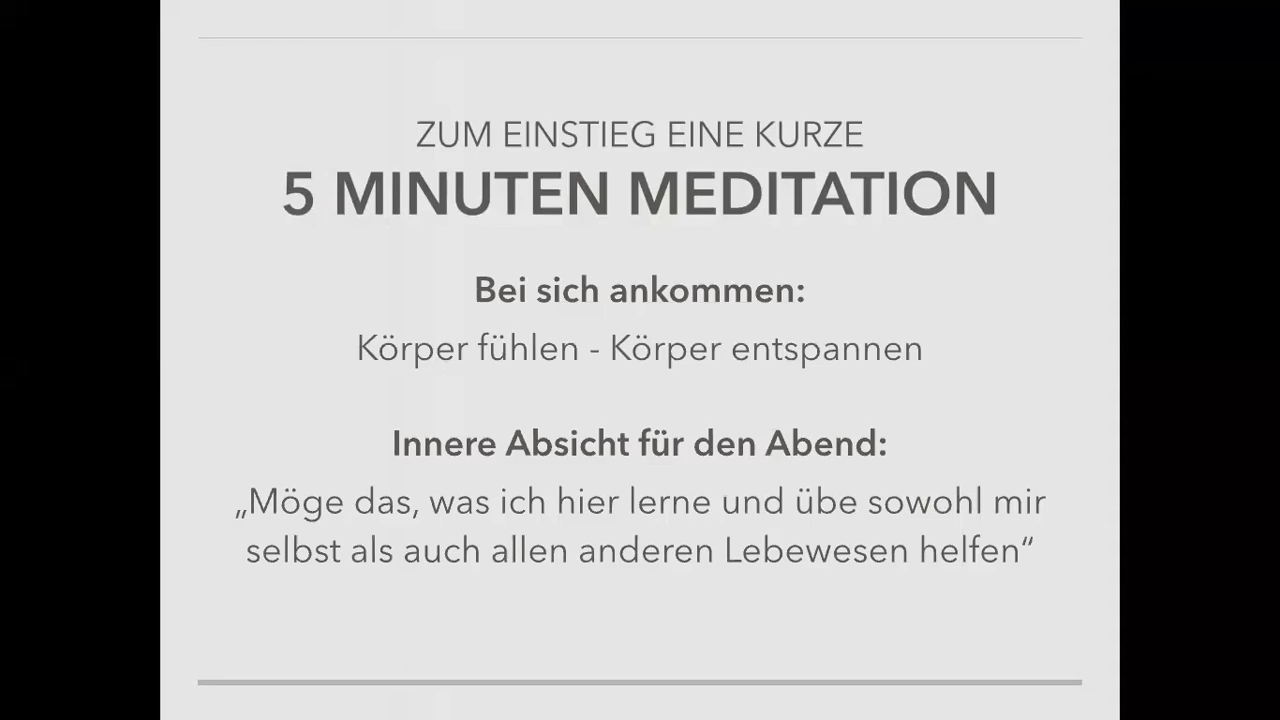 ZUM EINSTIEG EINE KURZE
5 MINUTEN MEDITATION
Bei sich ankommen:
Körper fühlen - Körper entspannen
Innere Absicht für den Abend:
„Möge das, was ich hier lerne und übe sowohl mir
selbst als auch allen anderen Lebewesen helfen“